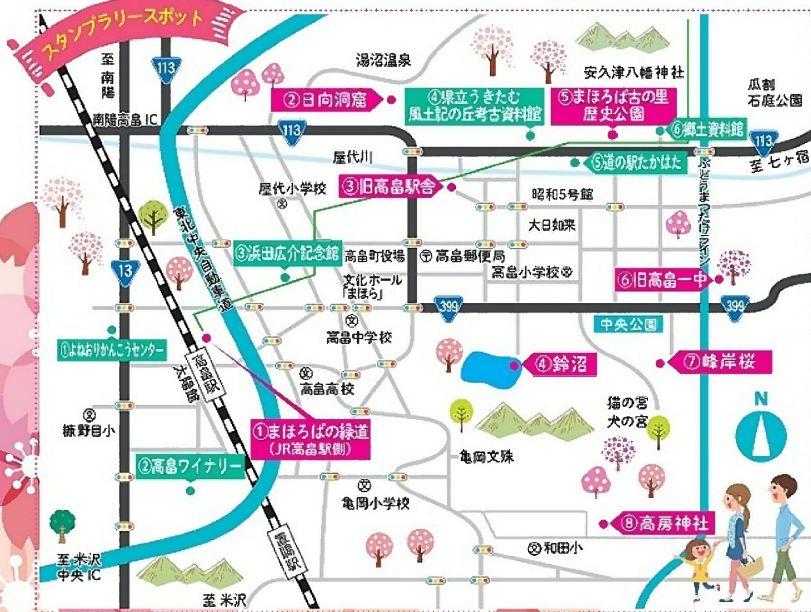 スタンプラリースポット
至南陽
113
湯沼温泉
安久津八幡神社
瓜割
石庭公園
②日向洞窟
④県立うきたむ
風土記の丘考古資料館
⑤まほろば古の里
歴史公園
南陽高畠IC
113
⑥郷土資料館
113
至七ヶ宿
屋代川
⑤道の駅たかはた
屋代小学校
③旧高畠駅舎
昭和5号館
大日如来
ぶどうまつたけライン
東北中央自動車道
③浜田広介記念館
高畠町役場
高畠郵便局
高畠小学校
文化ホール
「まほら」
13
⑥旧高畠一中
399
399
中央公園
高畠中学校
①よねおりかんこうセンター
高畠駅
太陽館
④鈴沼
⑦峰岸桜
高畠高校
猫の宮
犬の宮
N
糠野目小
①まほろばの緑道
(JR高畠駅側)
②高畠ワイナリー
亀岡文殊
亀岡小学校
⑧高房神社
和田小
置賜駅
至米沢
中央IC
至米沢